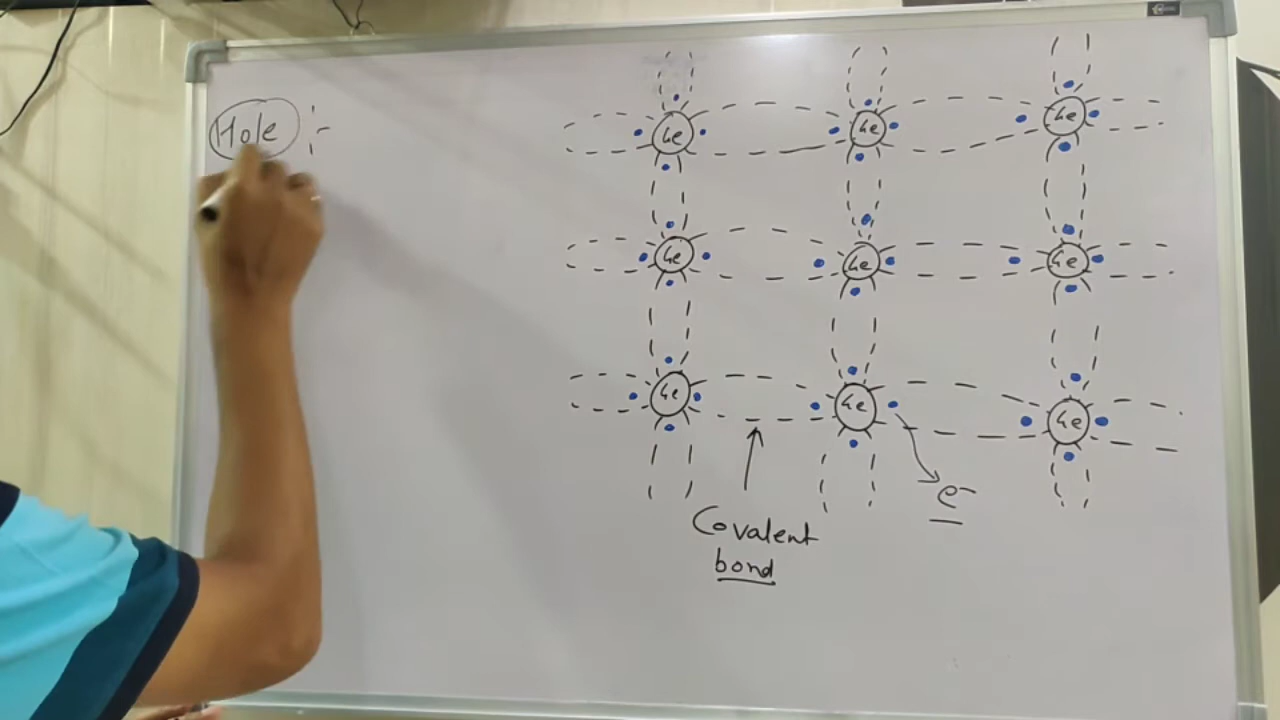 Hole :-
Ge Ge Ge
Ge Ge Ge
Ge Ge Ge
e⁻
Covalent
bond